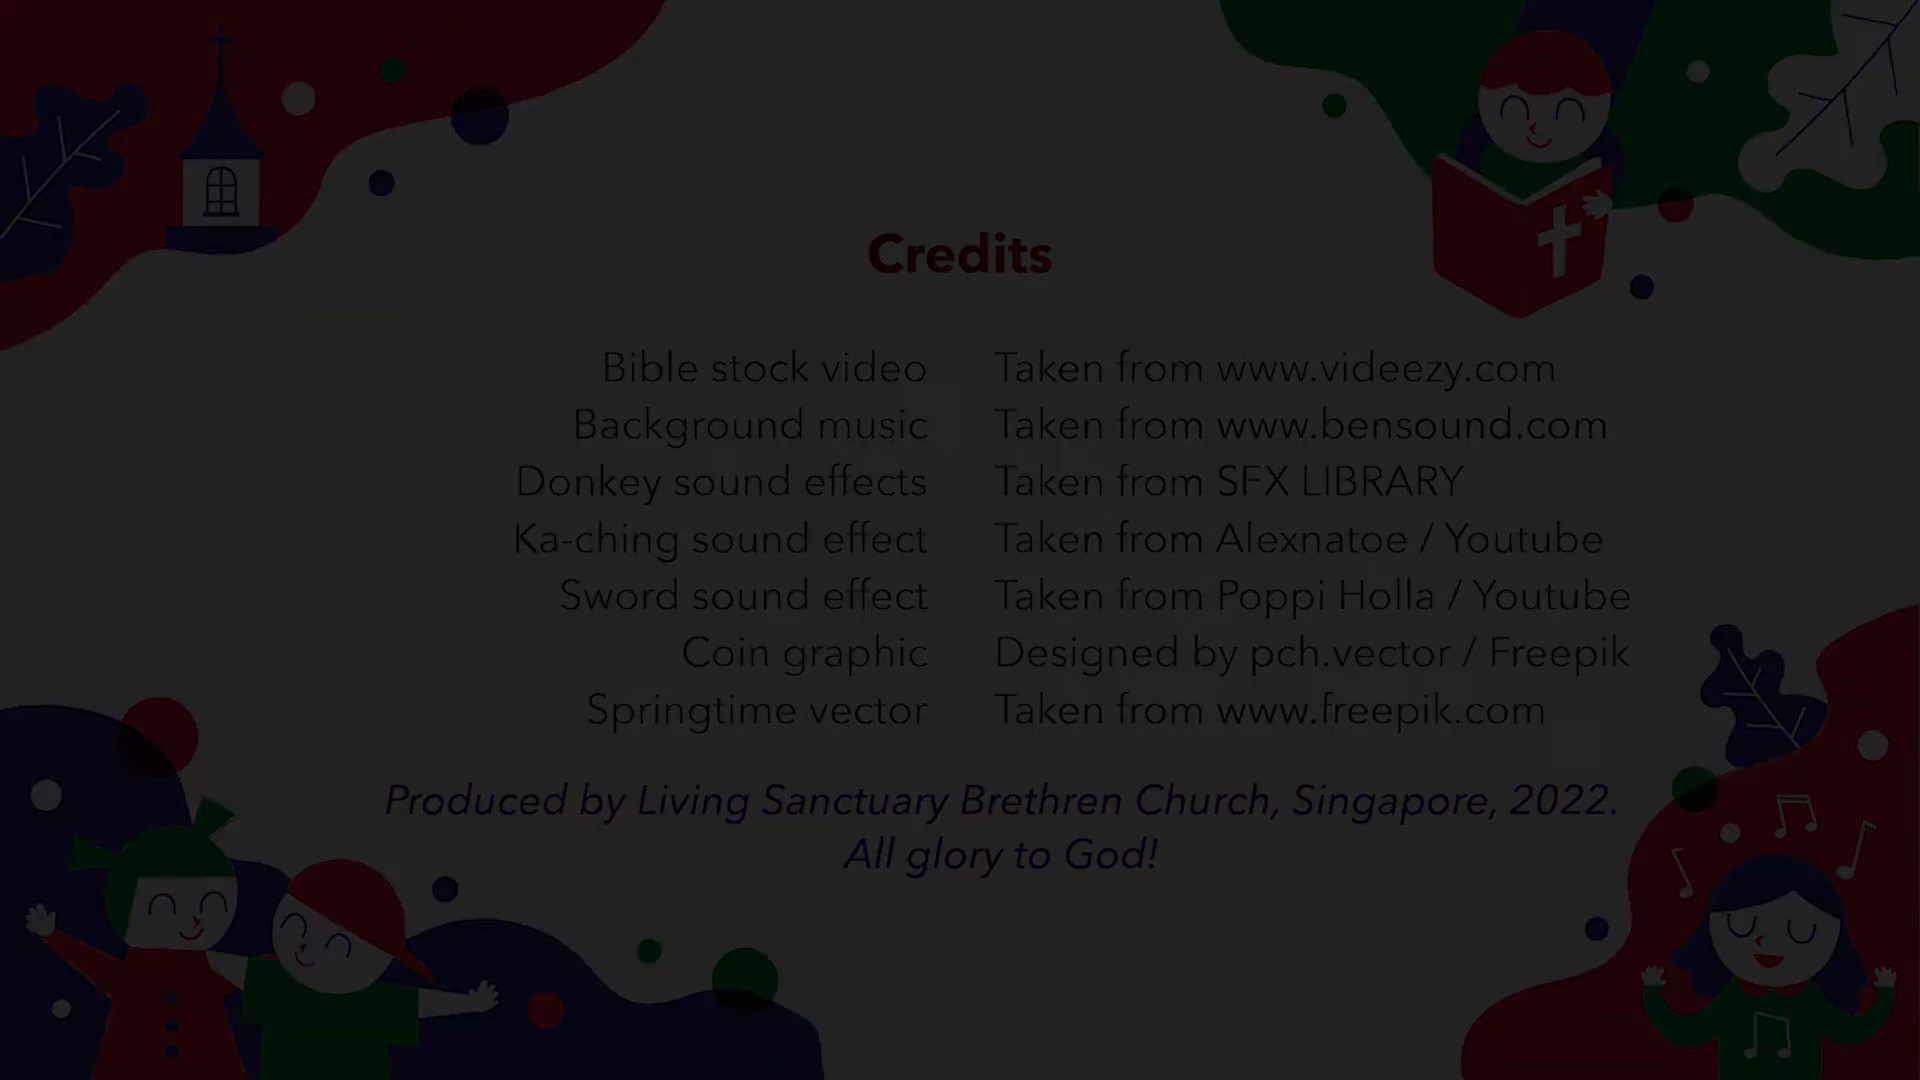 Credits
Bible stock video Taken from www.videezy.com
Background music Taken from www.bensound.com
Donkey sound effects Taken from SFX LIBRARY
Ka-ching sound effect Taken from Alexnatoe / Youtube
Sword sound effect Taken from Poppi Holla / Youtube
Coin graphic Designed by pch.vector / Freepik
Springtime vector Taken from www.freepik.com
Produced by Living Sanctuary Brethren Church, Singapore, 2022.
All glory to God!